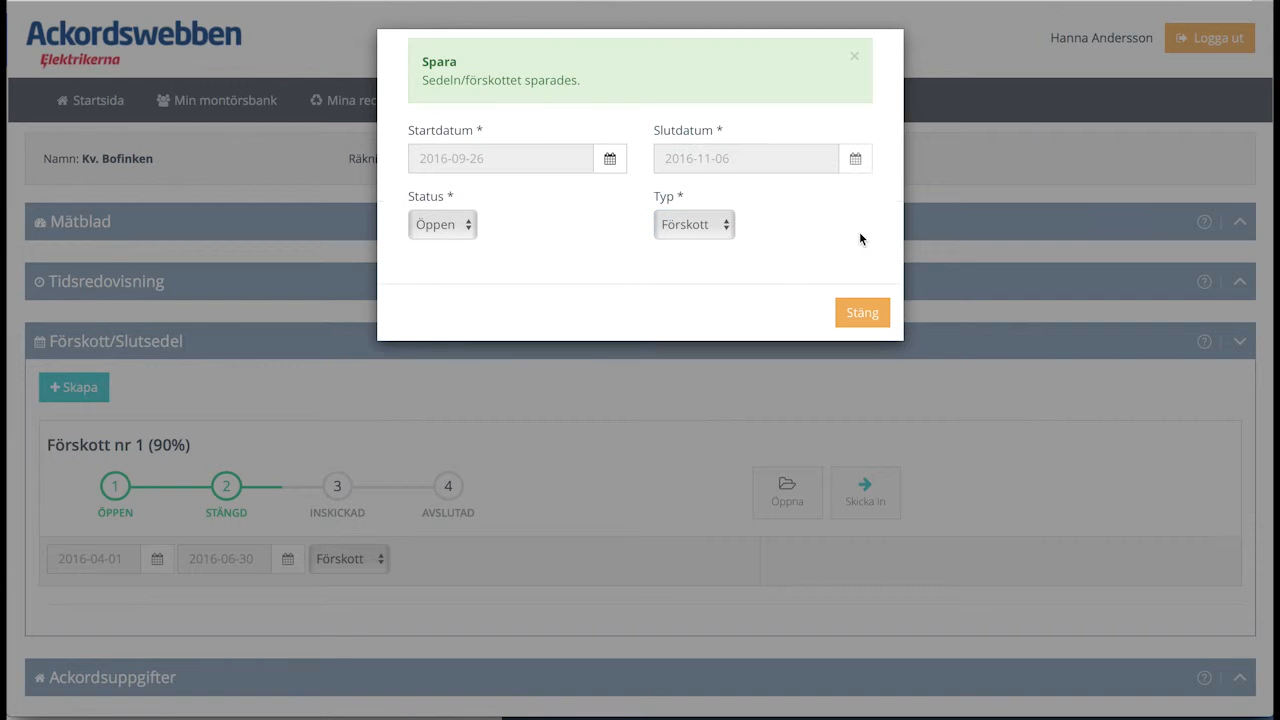 Ackordswebben
Elektrikerna
Hanna Andersson
Logga ut
Startsida
Min montörsbank
Mina rec
Spara
×
Sedeln/förskottet sparades.
Startdatum *
Slutdatum *
2016-09-26
2016-11-06
Status *
Typ *
Öppen
Förskott
Stäng
Namn: Kv. Bofinken
Räkni
Mätblad
Tidsredovisning
Förskott/Slutsedel
+ Skapa
Förskott nr 1 (90%)
1
2
3
4
ÖPPEN
STÄNGD
INSKICKAD
AVSLUTAD
Öppna
Skicka in
2016-04-01
2016-06-30
Förskott
Ackordsuppgifter